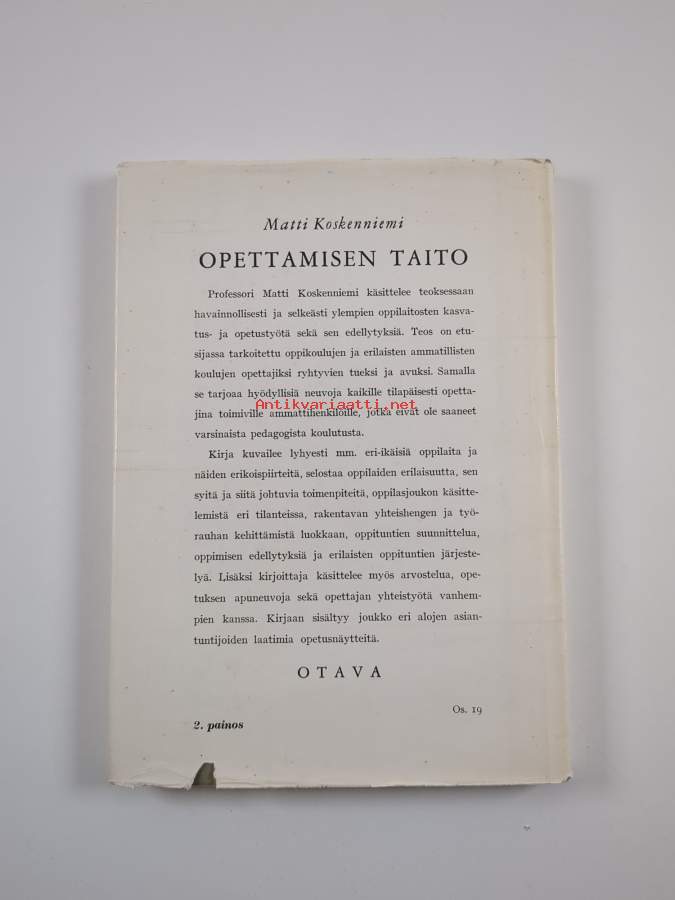 Matti Koskenniemi
OPETTAMISEN TAITO
Professori Matti Koskenniemi käsittelee teoksessaan
havainnollisesti ja selkeästi ylempien oppilaitosten kasva-
tus- ja opetustyötä sekä sen edellytyksiä. Teos on etu-
sijassa tarkoitettu oppikoulujen ja erilaisten ammatillisten
koulujen opettajiksi ryhtyvien tueksi ja avuksi. Samalla
se tarjoaa hyödyllisiä neuvoja kaikille tilapäisesti opetta-
Antikvariaatti.net
jina toimiville ammattihenkilöille, jotka eivät ole saaneet
varsinaista pedagogista koulutusta.
Kirja kuvailee lyhyesti mm. eri-ikäisiä oppilaita ja
näiden erikoispiirteitä, selostaa oppilaiden erilaisuutta, sen
syitä ja siitä johtuvia toimenpiteitä, oppilasjoukon käsitte-
lemistä eri tilanteissa, rakentavan yhteishengen ja työ-
rauhan kehittämistä luokkaan, oppituntien suunnittelua,
oppimisen edellytyksiä ja erilaisten oppituntien järjeste-
lyä. Lisäksi kirjoittaja käsittelee myös arvostelua, ope-
tuksen apuneuvoja sekä opettajan yhteistyötä vanhem-
pien kanssa. Kirjaan sisältyy joukko eri alojen asian-
tuntijoiden laatimia opetusnäytteitä.
OTAVA
Os. 19
2. painos